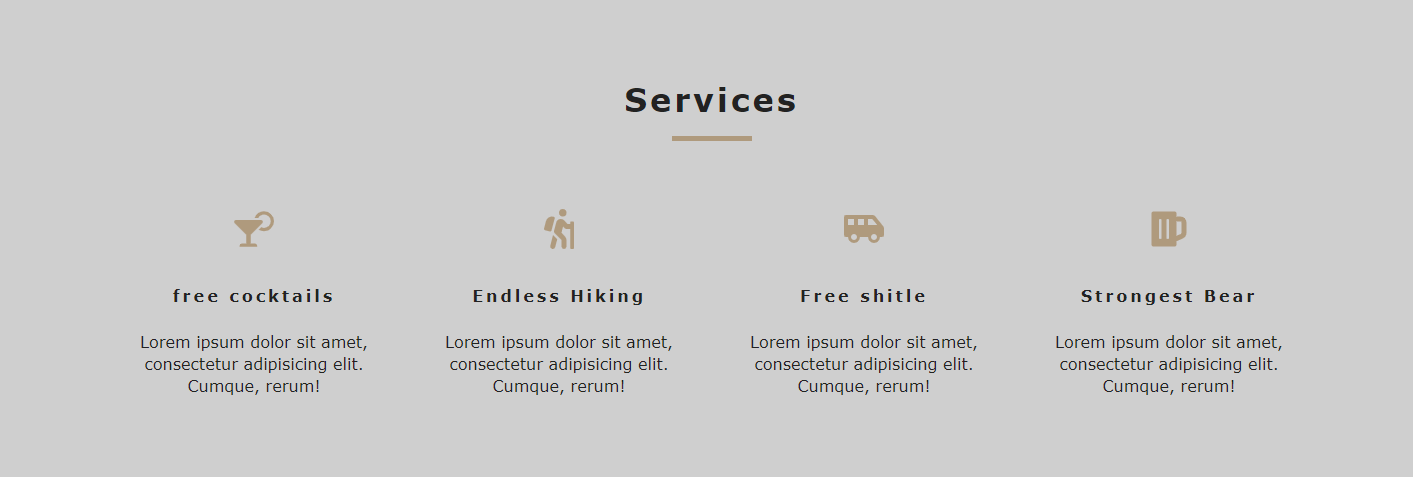 Services
free cocktails
Lorem ipsum dolor sit amet,
consectetur adipisicing elit.
Cumque, rerum!
Endless Hiking
Lorem ipsum dolor sit amet,
consectetur adipisicing elit.
Cumque, rerum!
Free shitle
Lorem ipsum dolor sit amet,
consectetur adipisicing elit.
Cumque, rerum!
Strongest Bear
Lorem ipsum dolor sit amet,
consectetur adipisicing elit.
Cumque, rerum!